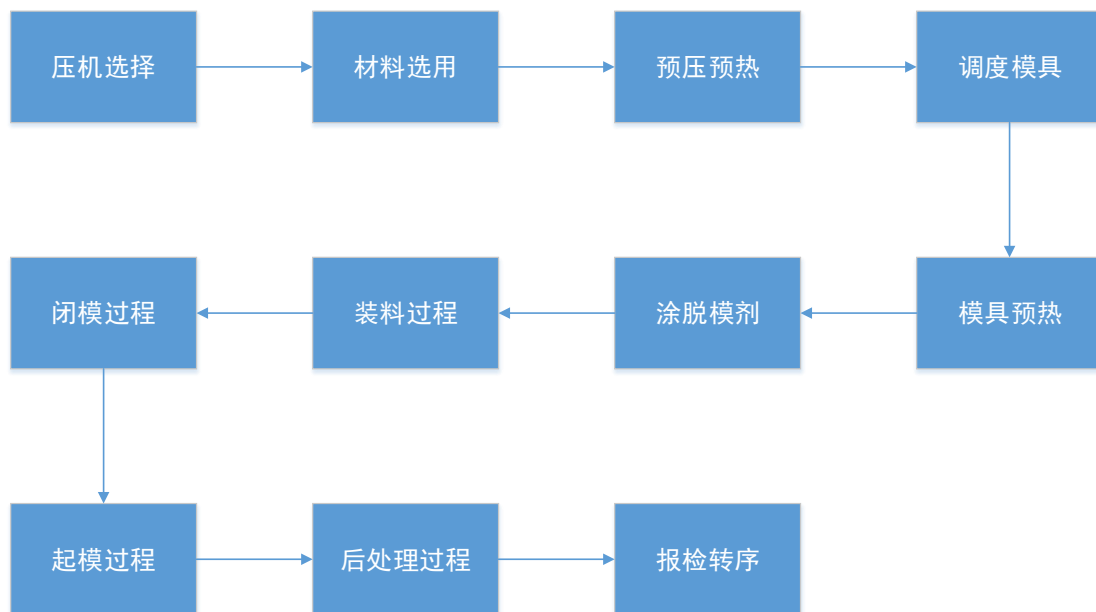 压机选择
材料选用
预压预热
调度模具
模具预热
涂脱模剂
装料过程
闭模过程
起模过程
后处理过程
报检转序